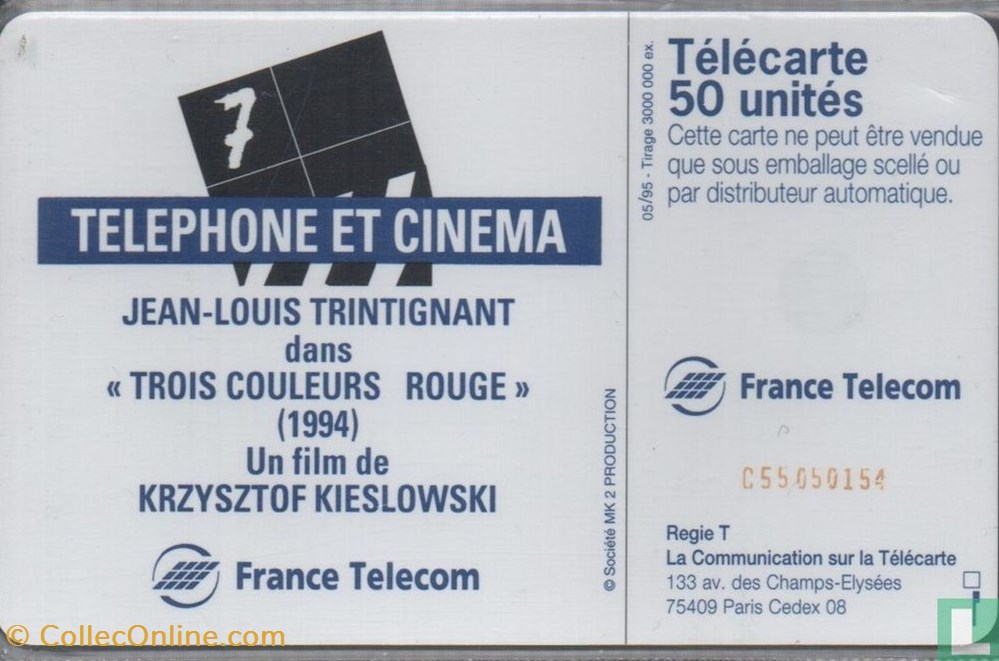 7
TELEPHONE ET CINEMA
JEAN-LOUIS TRINTIGNANT
dans
« TROIS COULEURS ROUGE »
(1994)
Un film de
KRZYSZTOF KIESLOWSKI
France Telecom
© Société MK 2 PRODUCTION
05/95 - Tirage 3000 000 ex.
Télécarte
50 unités
Cette carte ne peut être vendue
que sous emballage scellé ou
par distributeur automatique.
France Telecom
C55050154
Regie T
La Communication sur la Télécarte
133 av. des Champs-Elysées
75409 Paris Cedex 08
© CollecOnline.com